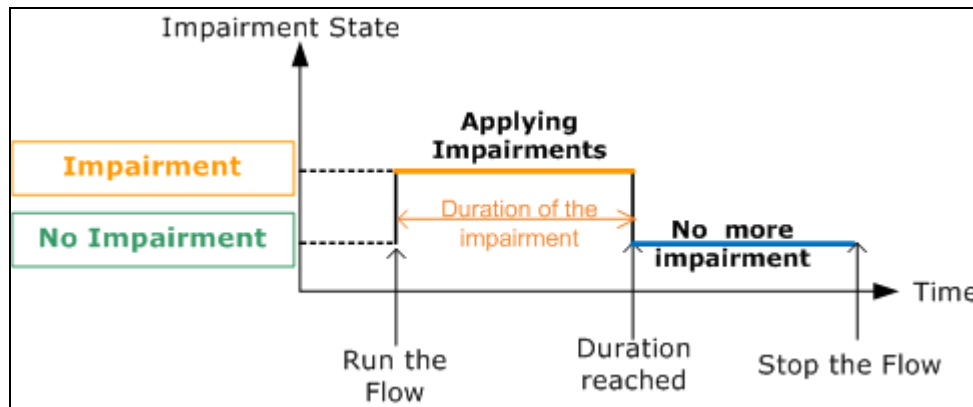 Impairment State
Applying
Impairments
Impairment
Duration of the
impairment
No Impairment
No more
impairment
Time
Run the
Flow
Duration
reached
Stop the Flow